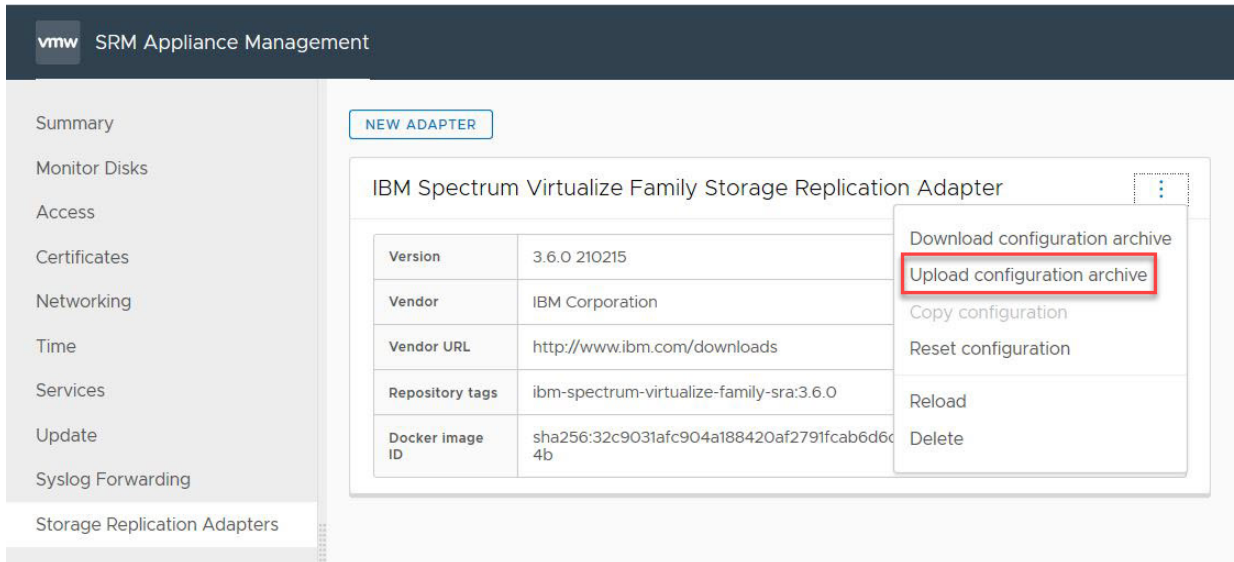 vmw SRM Appliance Management
Summary
Monitor Disks
Access
Certificates
Networking
Time
Services
Update
Syslog Forwarding
Storage Replication Adapters
NEW ADAPTER
IBM Spectrum Virtualize Family Storage Replication Adapter
Version 3.6.0 210215
Vendor IBM Corporation
Vendor URL http://www.ibm.com/downloads
Repository tags ibm-spectrum-virtualize-family-sra:3.6.0
Docker image sha256:32c9031afc904a188420af2791fcab6d6c
ID 4b
Download configuration archive
Upload configuration archive
Copy configuration
Reset configuration
Reload
Delete